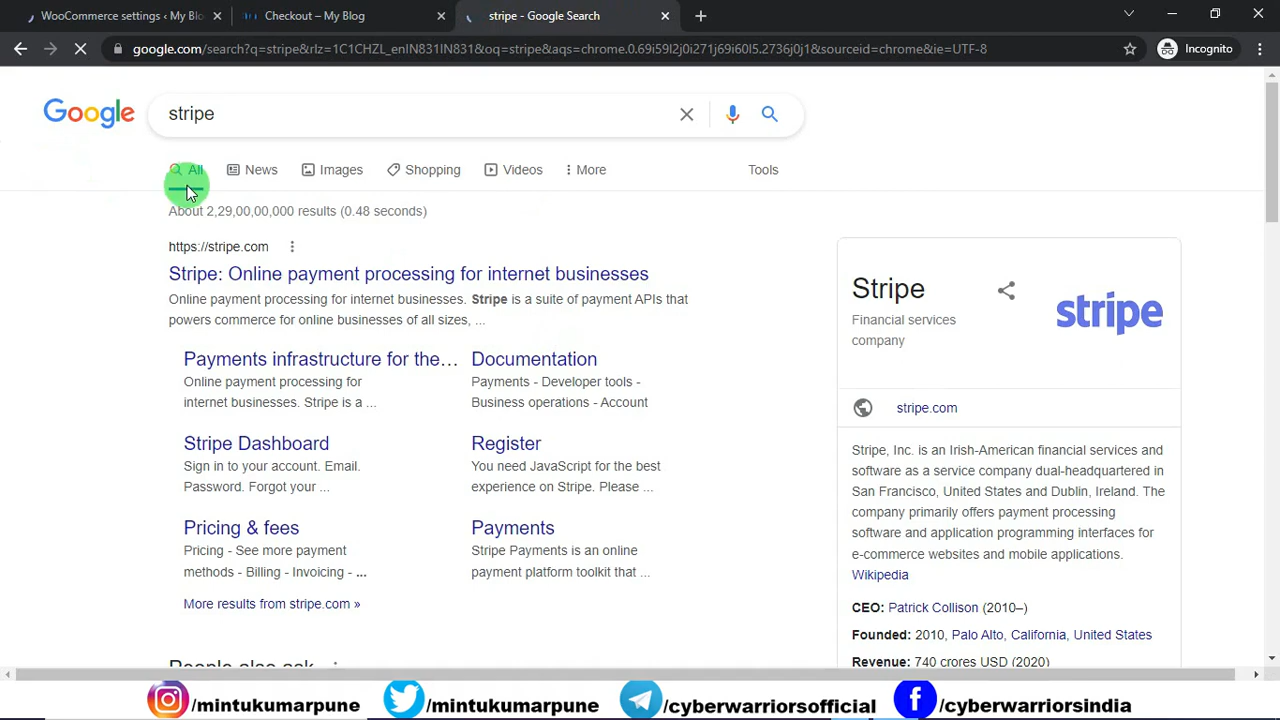 WooCommerce settings ‹ My Blo
Checkout – My Blog
stripe - Google Search
google.com/search?q=stripe&rlz=1C1CHZL_enIN831IN831&oq=stripe&aqs=chrome.0.69i59l2j0i271j69i60l5.2736j0j1&sourceid=chrome&ie=UTF-8
Incognito
Google
stripe
All
News
Images
Shopping
Videos
More
Tools
About 2,29,00,00,000 results (0.48 seconds)
https://stripe.com
Stripe: Online payment processing for internet businesses
Online payment processing for internet businesses. Stripe is a suite of payment APIs that
powers commerce for online businesses of all sizes, ...
Payments infrastructure for the...
Online payment processing for
internet businesses. Stripe is a ...
Documentation
Payments - Developer tools -
Business operations - Account
Stripe Dashboard
Sign in to your account. Email.
Password. Forgot your ...
Register
You need JavaScript for the best
experience on Stripe. Please ...
Pricing & fees
Pricing - See more payment
methods - Billing - Invoicing - ...
Payments
Stripe Payments is an online
payment platform toolkit that ...
More results from stripe.com »
People also ask
Stripe
Financial services
company
stripe
stripe.com
Stripe, Inc. is an Irish-American financial services and
software as a service company dual-headquartered in
San Francisco, United States and Dublin, Ireland. The
company primarily offers payment processing
software and application programming interfaces for
e-commerce websites and mobile applications.
Wikipedia
CEO: Patrick Collison (2010–)
Founded: 2010, Palo Alto, California, United States
Revenue: 740 crores USD (2020)
/mintukumarpune
/mintukumarpune
/cyberwarriorsofficial
/cyberwarriorsindia